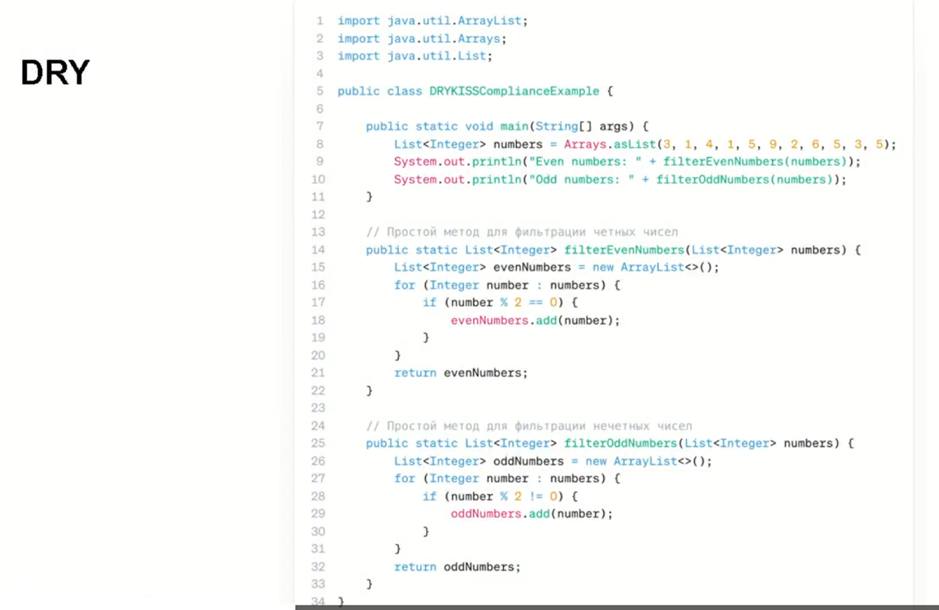 DRY
1 import java.util.ArrayList;
2 import java.util.Arrays;
3 import java.util.List;
4
5 public class DRYKISSComplianceExample {
6
7     public static void main(String[] args) {
8         List<Integer> numbers = Arrays.asList(3, 1, 4, 1, 5, 9, 2, 6, 5, 3, 5);
9         System.out.println("Even numbers: " + filterEvenNumbers(numbers));
10         System.out.println("Odd numbers: " + filterOddNumbers(numbers));
11     }
12
13     // Простой метод для фильтрации четных чисел
14     public static List<Integer> filterEvenNumbers(List<Integer> numbers) {
15         List<Integer> evenNumbers = new ArrayList<>();
16         for (Integer number : numbers) {
17             if (number % 2 == 0) {
18                 evenNumbers.add(number);
19             }
20         }
21         return evenNumbers;
22     }
23
24     // Простой метод для фильтрации нечетных чисел
25     public static List<Integer> filterOddNumbers(List<Integer> numbers) {
26         List<Integer> oddNumbers = new ArrayList<>();
27         for (Integer number : numbers) {
28             if (number % 2 != 0) {
29                 oddNumbers.add(number);
30             }
31         }
32         return oddNumbers;
33     }
34 }